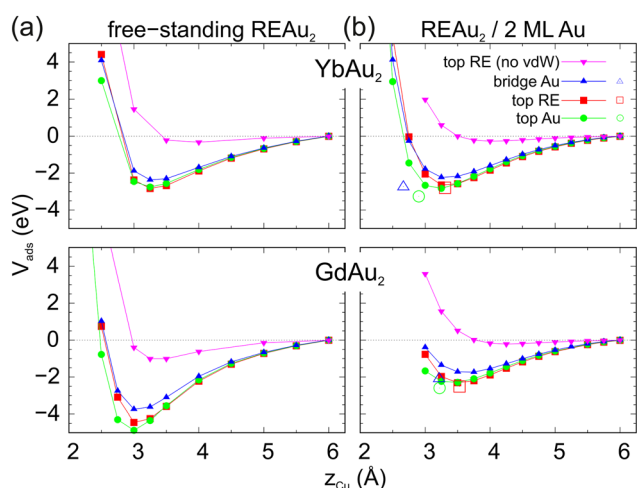 (a) free−standing REAu₂ (b) REAu₂ / 2 ML Au
YbAu₂
top RE (no vdW)
bridge Au
top RE
top Au
4
2
0
−2
−4
V_ads (eV)
GdAu₂
4
2
0
−2
−4
2 3 4 5 6 2 3 4 5 6
z_Cu (Å)